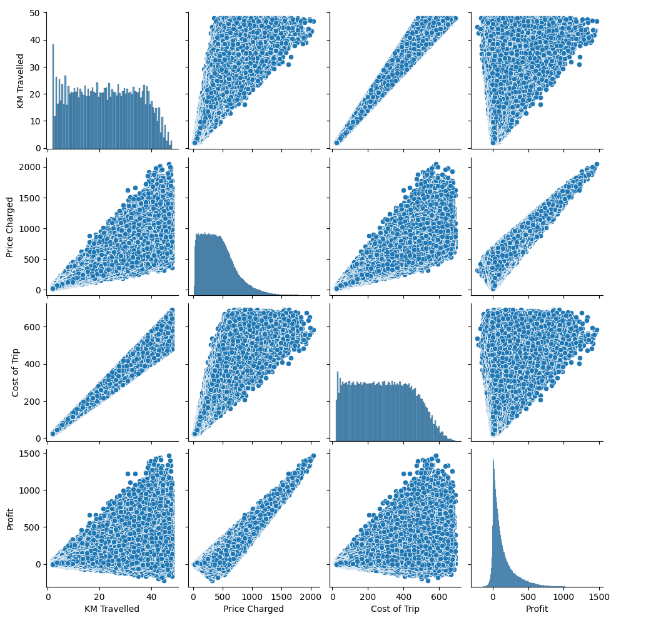 50
40
30
20
10
0
KM Travelled
2000
1500
1000
500
0
Price Charged
600
400
200
0
Cost of Trip
1500
1000
500
0
Profit
0 20 40
KM Travelled
0 500 1000 1500 2000
Price Charged
0 200 400 600
Cost of Trip
0 500 1000 1500
Profit